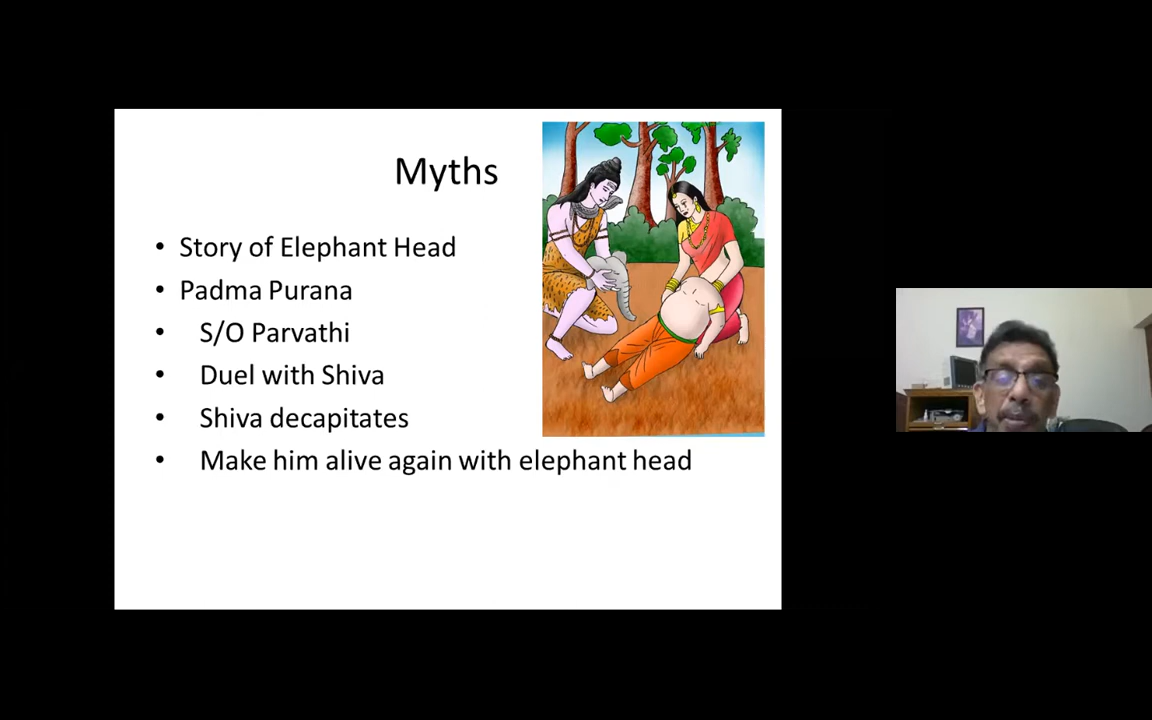 Myths
• Story of Elephant Head
• Padma Purana
• S/O Parvathi
• Duel with Shiva
• Shiva decapitates
• Make him alive again with elephant head